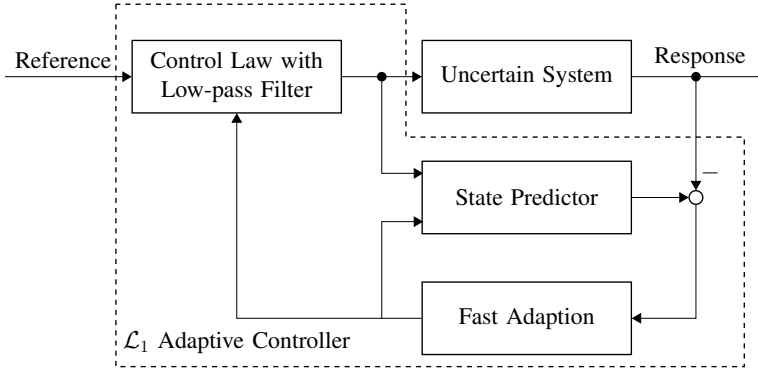 Reference
Control Law with
Low-pass Filter
Uncertain System
Response
State Predictor
−
Fast Adaption
ℒ₁ Adaptive Controller